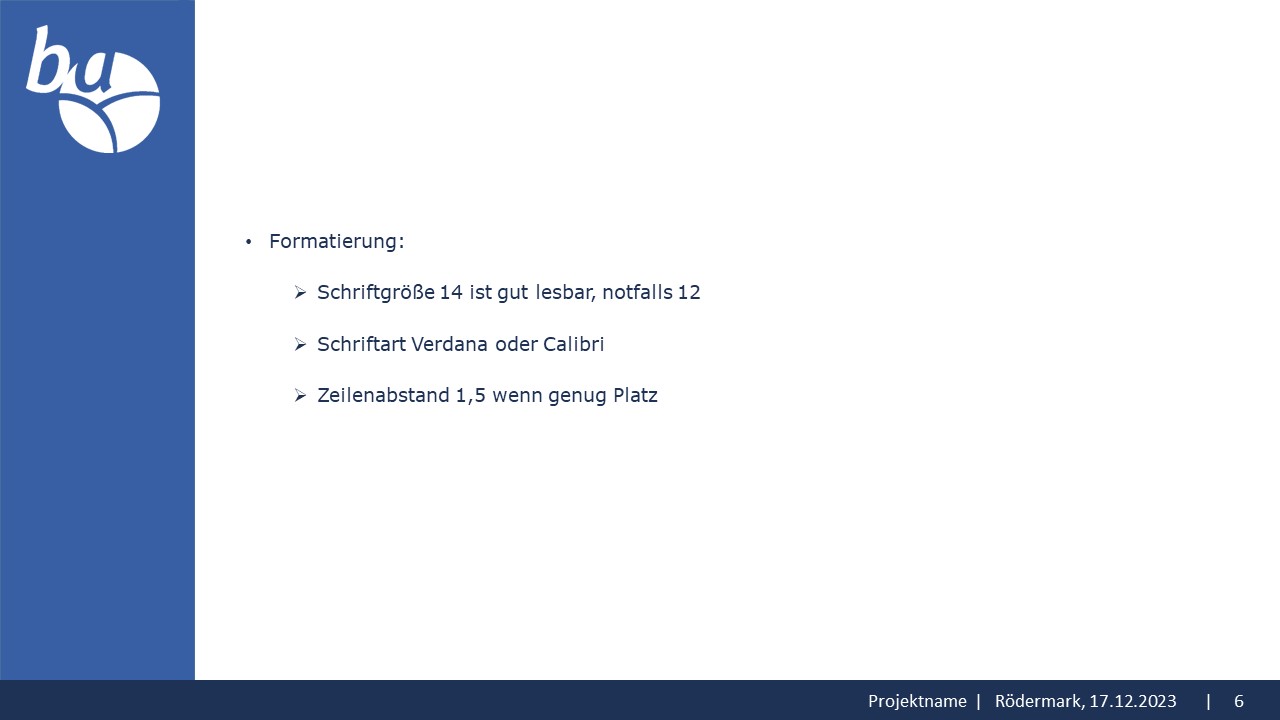 ba
• Formatierung:
➢ Schriftgröße 14 ist gut lesbar, notfalls 12
➢ Schriftart Verdana oder Calibri
➢ Zeilenabstand 1,5 wenn genug Platz
Projektname | Rödermark, 17.12.2023 | 6